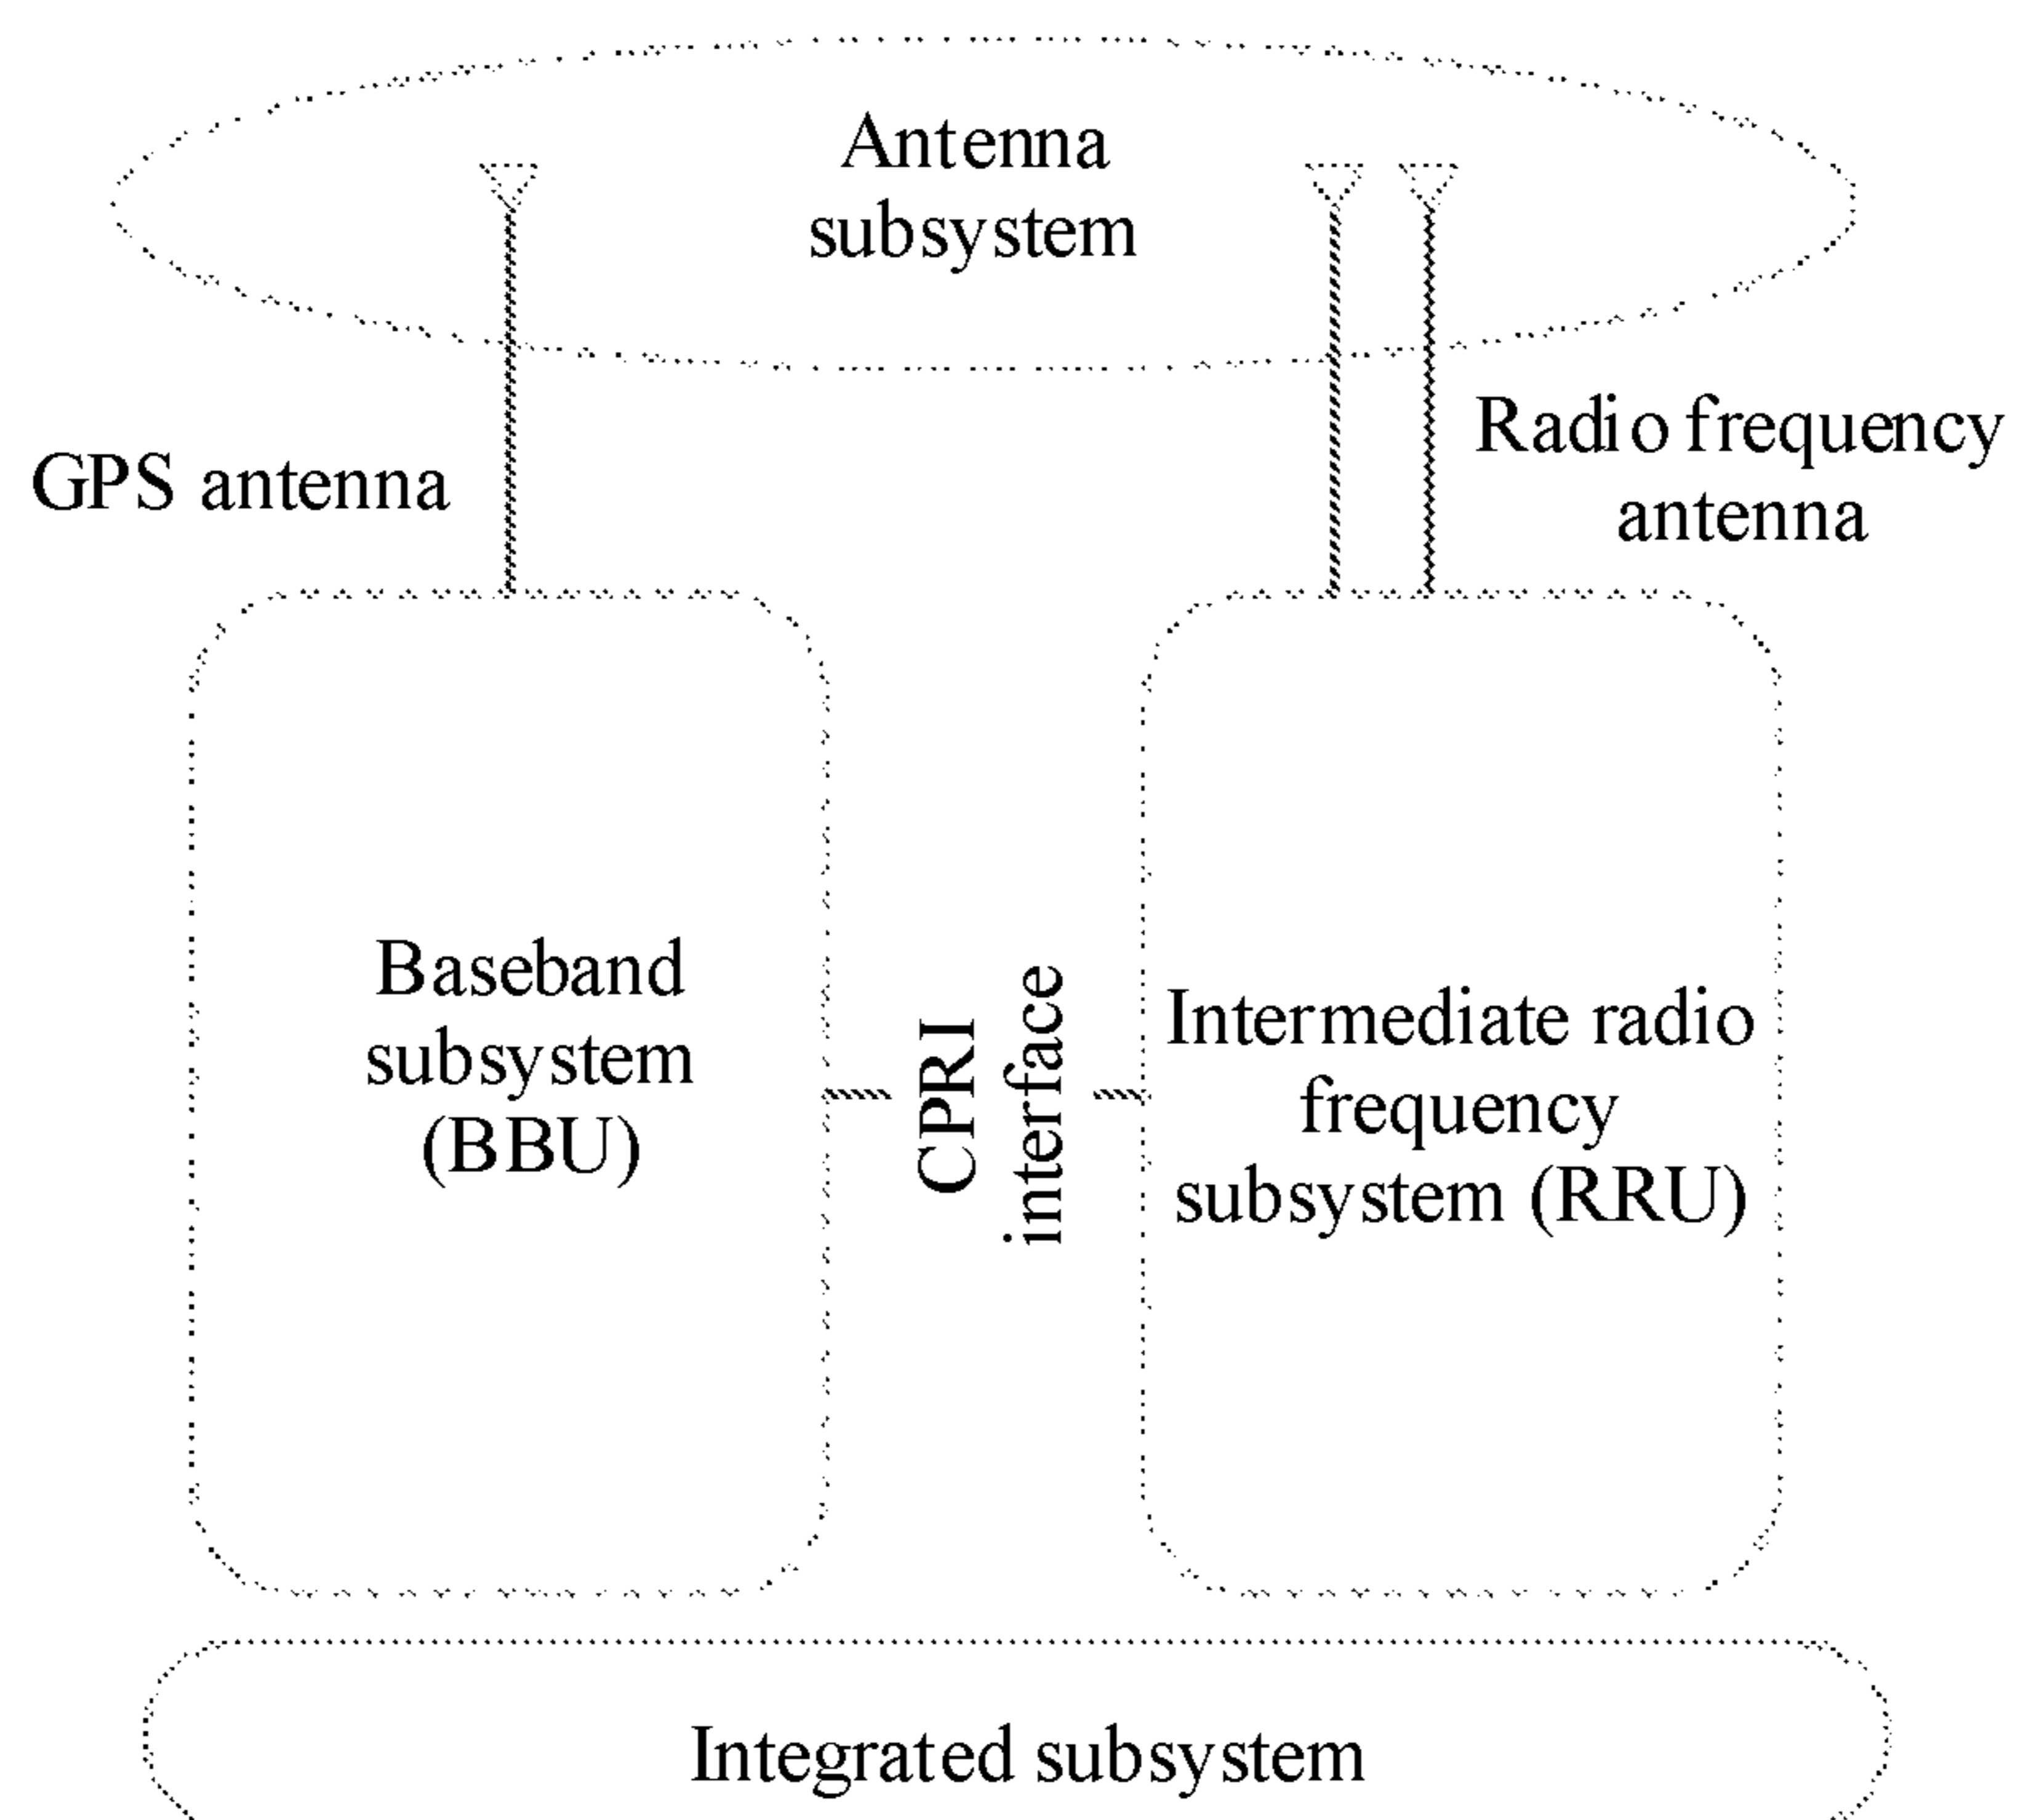 Antenna
subsystem
GPS antenna
Radio frequency
antenna
Baseband
subsystem
(BBU)
CPRI
interface
Intermediate radio
frequency
subsystem (RRU)
Integrated subsystem